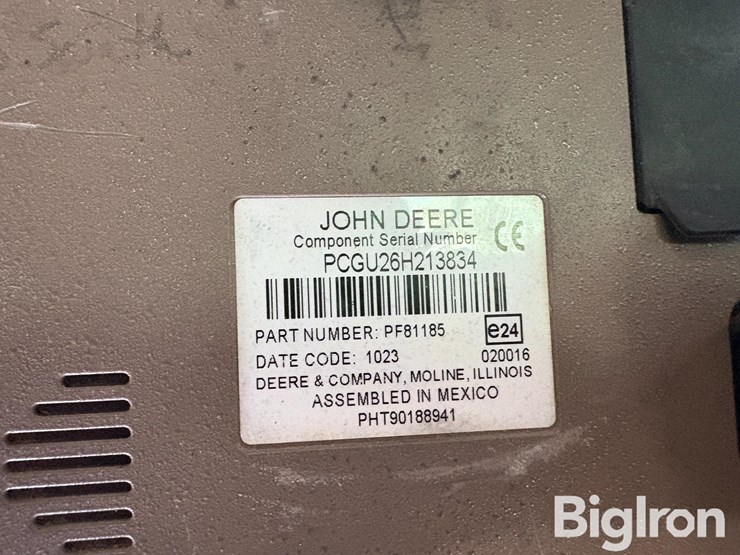 JOHN DEERE
Component Serial Number
CE
PCGU26H213834
PART NUMBER: PF81185
e24
DATE CODE: 1023
020016
DEERE & COMPANY, MOLINE, ILLINOIS
ASSEMBLED IN MEXICO
PHT90188941
BigIron